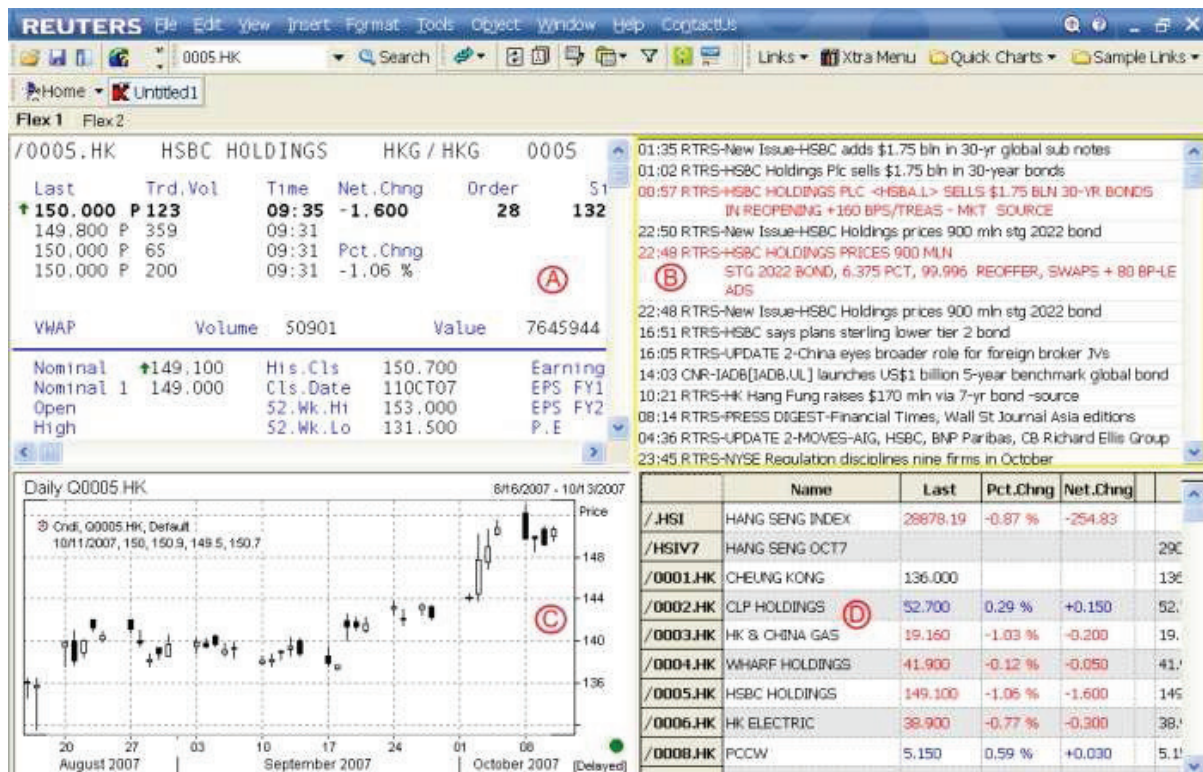 REUTERS File Edit View Insert Format Tools Object Window Help ContactUs
0005.HK Search Links Xtra Menu Quick Charts Sample Links
Home Untitled1
Flex 1 Flex 2
/0005.HK HSBC HOLDINGS HKG/HKG 0005
Last Trd.Vol Time Net.Chng Order
150.000 P 123 09:35 -1.600 28 132
149.800 P 359 09:31
150.000 P 65 09:31 Pct.Chng
150.000 P 200 09:31 -1.06 %
A
VWAP Volume 50901 Value 7645944
Nominal 149.100 His.Cls 150.700 Earning
Nominal 1 149.000 Cls.Date 11OCT07 EPS FY1
Open 52.Wk.Hi 153.000 EPS FY2
High 52.Wk.Lo 131.500 P.E
01:35 RTRS-New Issue-HSBC adds $1.75 bln in 30-yr global sub notes
01:02 RTRS-HSBC Holdings Plc sells $1.75 bln in 30-year bonds
00:57 RTRS-HSBC HOLDINGS PLC <HSBA.L> SELLS $1.75 BLN 30-YR BONDS
IN REOPENING +160 BPS/TREAS - MKT SOURCE
22:50 RTRS-New Issue-HSBC Holdings prices 900 mln stg 2022 bond
22:49 RTRS-HSBC HOLDINGS PRICES 900 MLN
STG 2022 BOND, 6.375 PCT, 99.996 REOFFER, SWAPS + 80 BP-LE
ADS
B
22:48 RTRS-New Issue-HSBC Holdings prices 900 mln stg 2022 bond
16:51 RTRS-HSBC says plans sterling lower tier 2 bond
16:05 RTRS-UPDATE 2-China eyes broader role for foreign broker JVs
14:03 CNR-IADB[IADB.UL] launches US$1 billion 5-year benchmark global bond
10:21 RTRS-HK Hang Fung raises $170 mln via 7-yr bond -source
08:14 RTRS-PRESS DIGEST-Financial Times, Wall St Journal Asia editions
04:36 RTRS-UPDATE 2-MOVES-AIG, HSBC, BNP Paribas, CB Richard Ellis Group
23:45 RTRS-NYSE Regulation disciplines nine firms in October
Daily Q0005.HK 8/16/2007 - 10/13/2007
Price
Cndl, Q0005.HK, Default
10/11/2007, 150, 150.9, 149.5, 150.7
148
144
C
140
136
20 27 03 10 17 24 01 08
August 2007 September 2007 October 2007 [Delayed]
Name Last Pct.Chng Net.Chng
/.HSI HANG SENG INDEX 28878.19 -0.87 % -254.83
/HSIV7 HANG SENG OCT7
/0001.HK CHEUNG KONG 136.000
/0002.HK CLP HOLDINGS 52.700 0.29 % +0.150
D
/0003.HK HK & CHINA GAS 19.160 -1.03 % -0.200
/0004.HK WHARF HOLDINGS 41.900 -0.12 % -0.050
/0005.HK HSBC HOLDINGS 149.100 -1.06 % -1.600
/0006.HK HK ELECTRIC 38.900 -0.77 % -0.300
/0008.HK PCCW 5.150 0.59 % +0.030